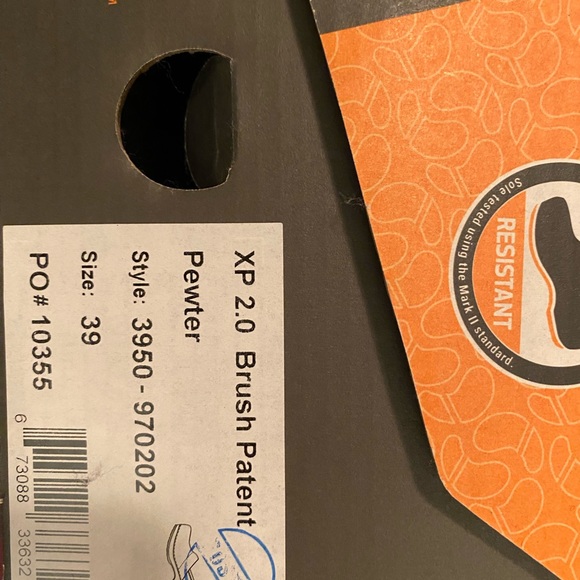 XP 2.0 Brush Patent
Pewter
Style: 3950 - 970202
Size: 39
PO# 10355
6 73088 33632
RESISTANT
Sole tested using the Mark II standard.